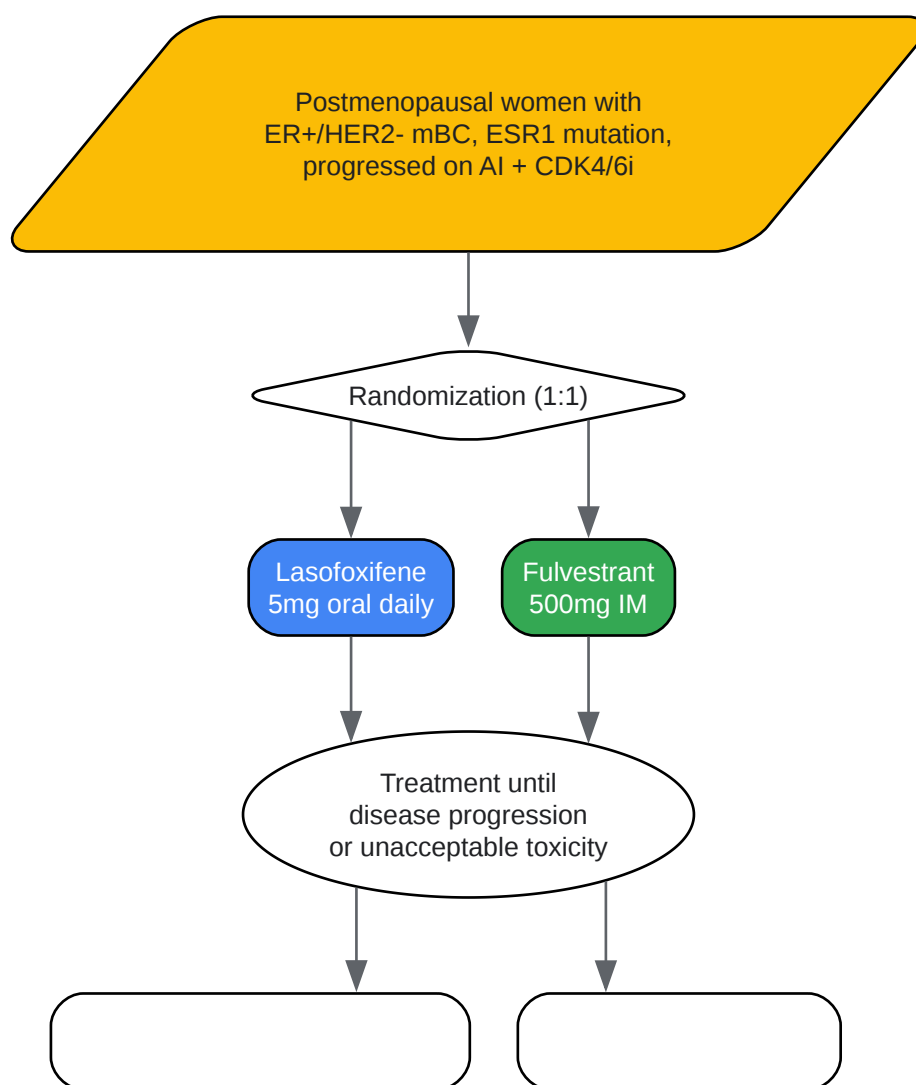 Postmenopausal women with
ER+/HER2- mBC, ESR1 mutation,
progressed on AI + CDK4/6i
Randomization (1:1)
Lasofoxifene
5mg oral daily
Fulvestrant
500mg IM
Treatment until
disease progression
or unacceptable toxicity